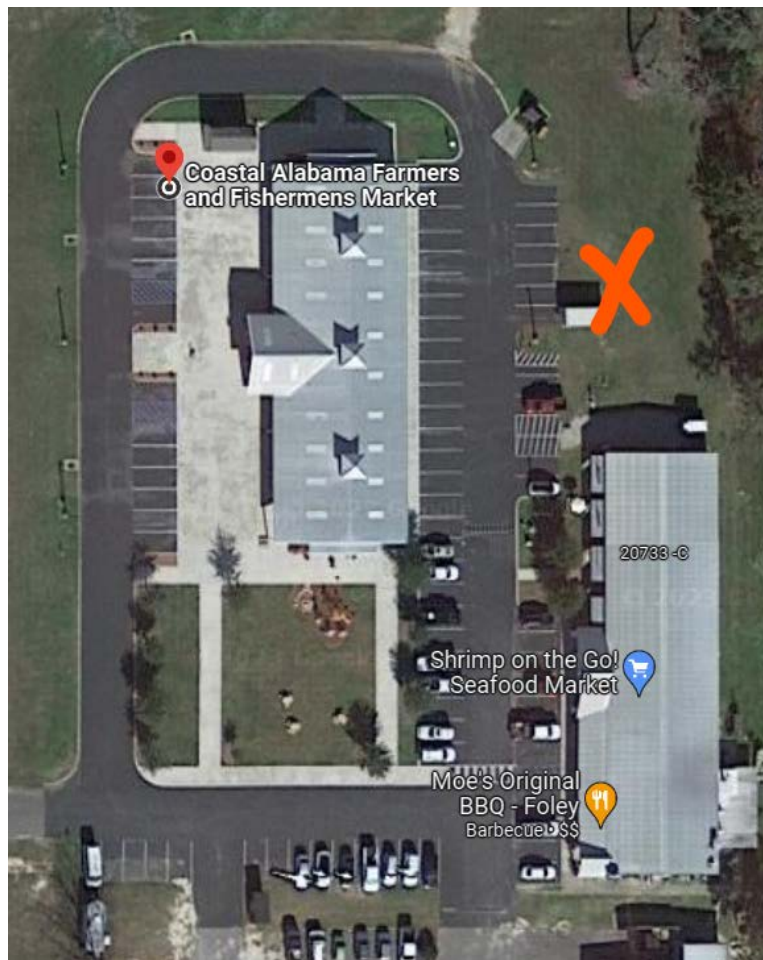 Coastal Alabama Farmers
and Fishermens Market
20733 -C
Shrimp on the Go!
Seafood Market
Moe's Original
BBQ - Foley
Barbecue • $$